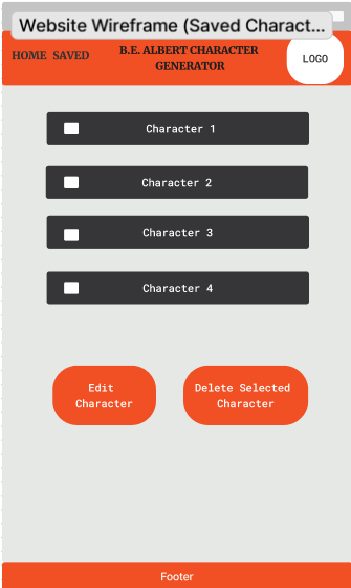 Website Wireframe (Saved Charact...
HOME SAVED
B.E. ALBERT CHARACTER
GENERATOR
LOGO
Character 1
Character 2
Character 3
Character 4
Edit
Character
Delete Selected
Character
Footer